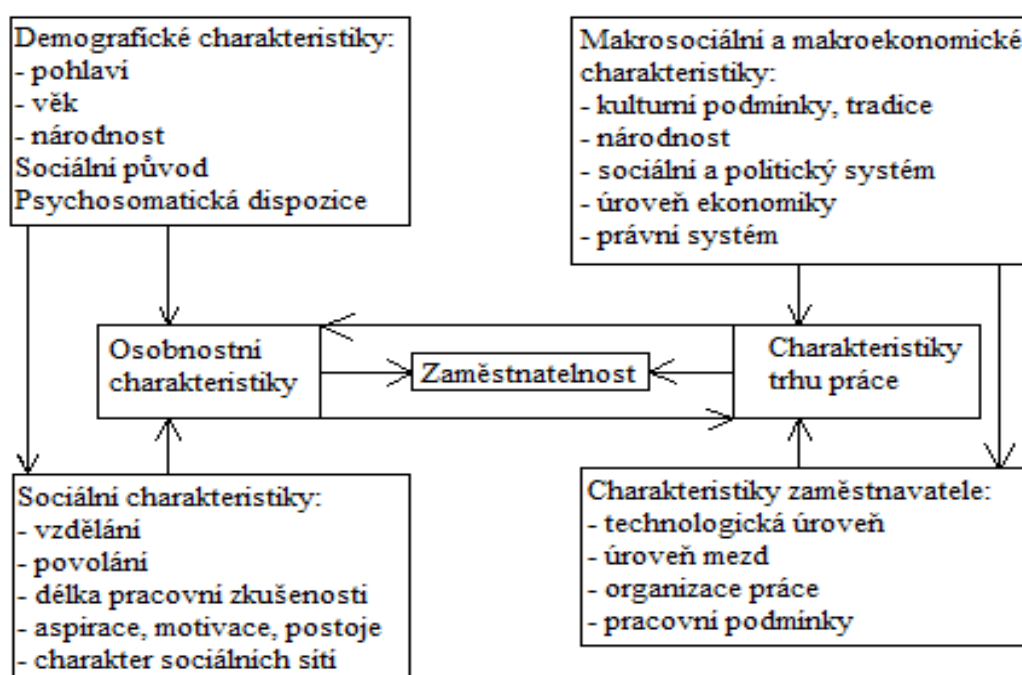 Demografické charakteristiky:
- pohlaví
- věk
- národnost
Sociální původ
Psychosomatická dispozice
Makrosociální a makroekonomické
charakteristiky:
- kulturní podmínky, tradice
- národnost
- sociální a politický systém
- úroveň ekonomiky
- právní systém
Osobnostní
charakteristiky
Zaměstnatelnost
Charakteristiky
trhu práce
Sociální charakteristiky:
- vzdělání
- povolání
- délka pracovní zkušenosti
- aspirace, motivace, postoje
- charakter sociálních sítí
Charakteristiky zaměstnavatele:
- technologická úroveň
- úroveň mezd
- organizace práce
- pracovní podmínky